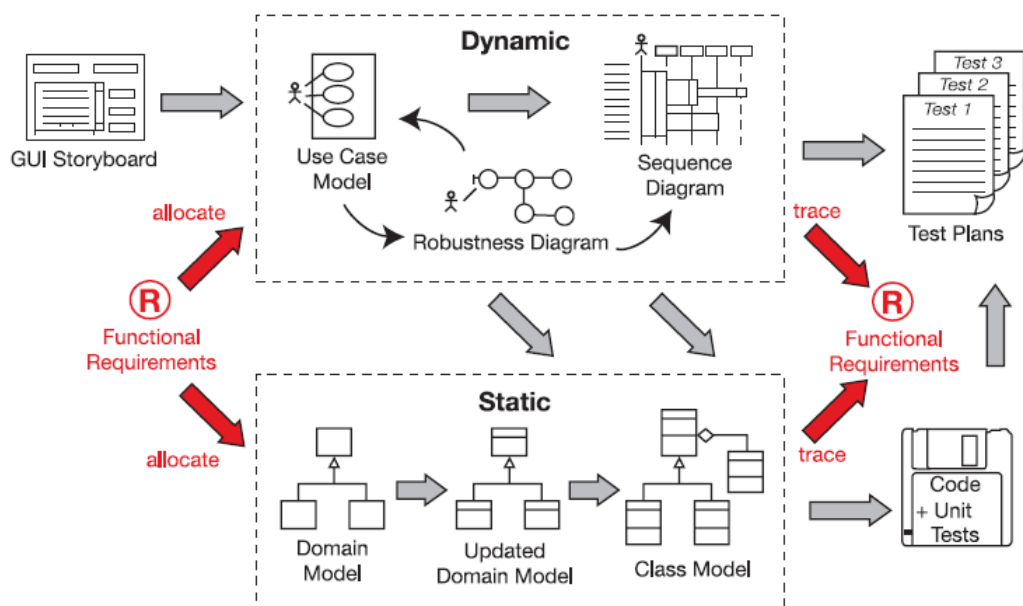 Dynamic
GUI Storyboard
Use Case
Model
Sequence
Diagram
Robustness Diagram
Test 3
Test 2
Test 1
Test Plans
allocate
trace
R
Functional
Requirements
R
Functional
Requirements
allocate
trace
Static
Domain
Model
Updated
Domain Model
Class Model
Code
+ Unit
Tests